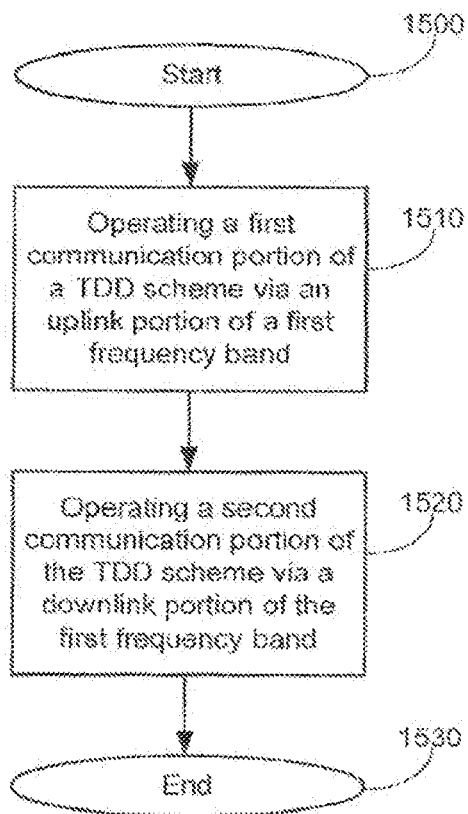 1500
Start
1510
Operating a first
communication portion of
a TDD scheme via an
uplink portion of a first
frequency band
1520
Operating a second
communication portion of
the TDD scheme via a
downlink portion of the
first frequency band
1530
End